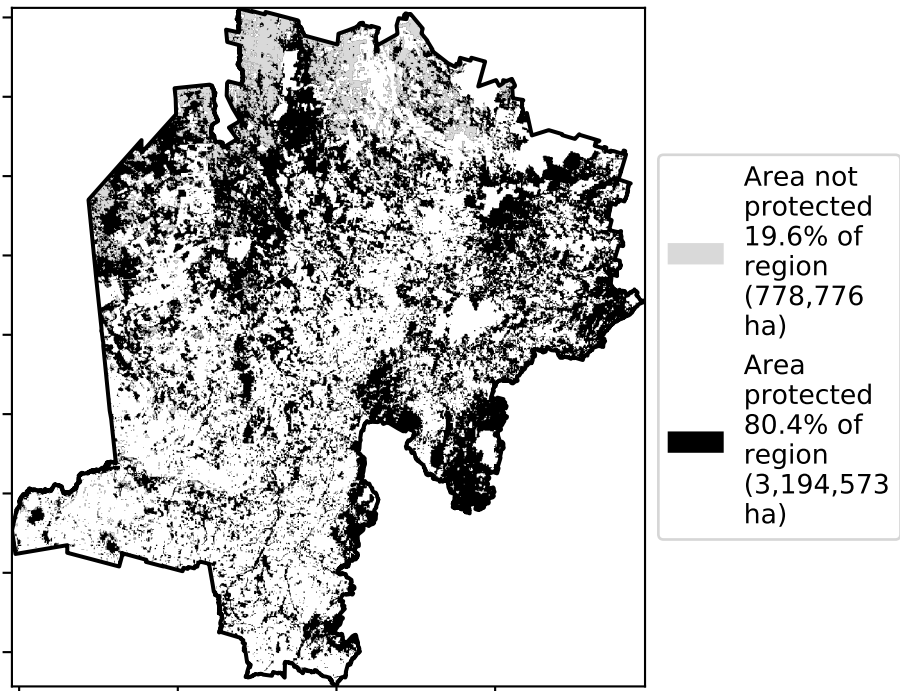 Area not
protected
19.6% of
region
(778,776
ha)
Area
protected
80.4% of
region
(3,194,573
ha)